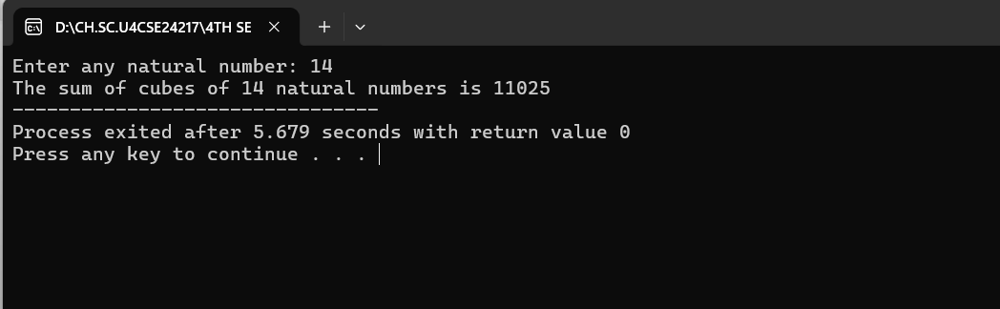 D:\CH.SC.U4CSE24217\4TH SE
Enter any natural number: 14
The sum of cubes of 14 natural numbers is 11025
--------------------------------
Process exited after 5.679 seconds with return value 0
Press any key to continue . . .